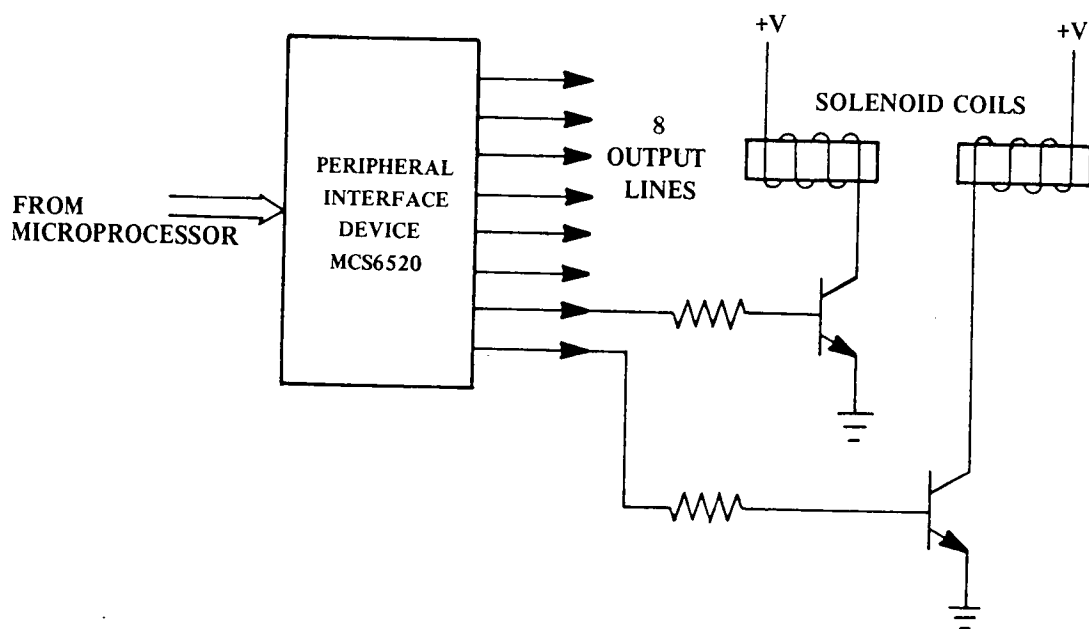 +V
+V
SOLENOID COILS
8
OUTPUT
LINES
PERIPHERAL
INTERFACE
DEVICE
MCS6520
FROM
MICROPROCESSOR